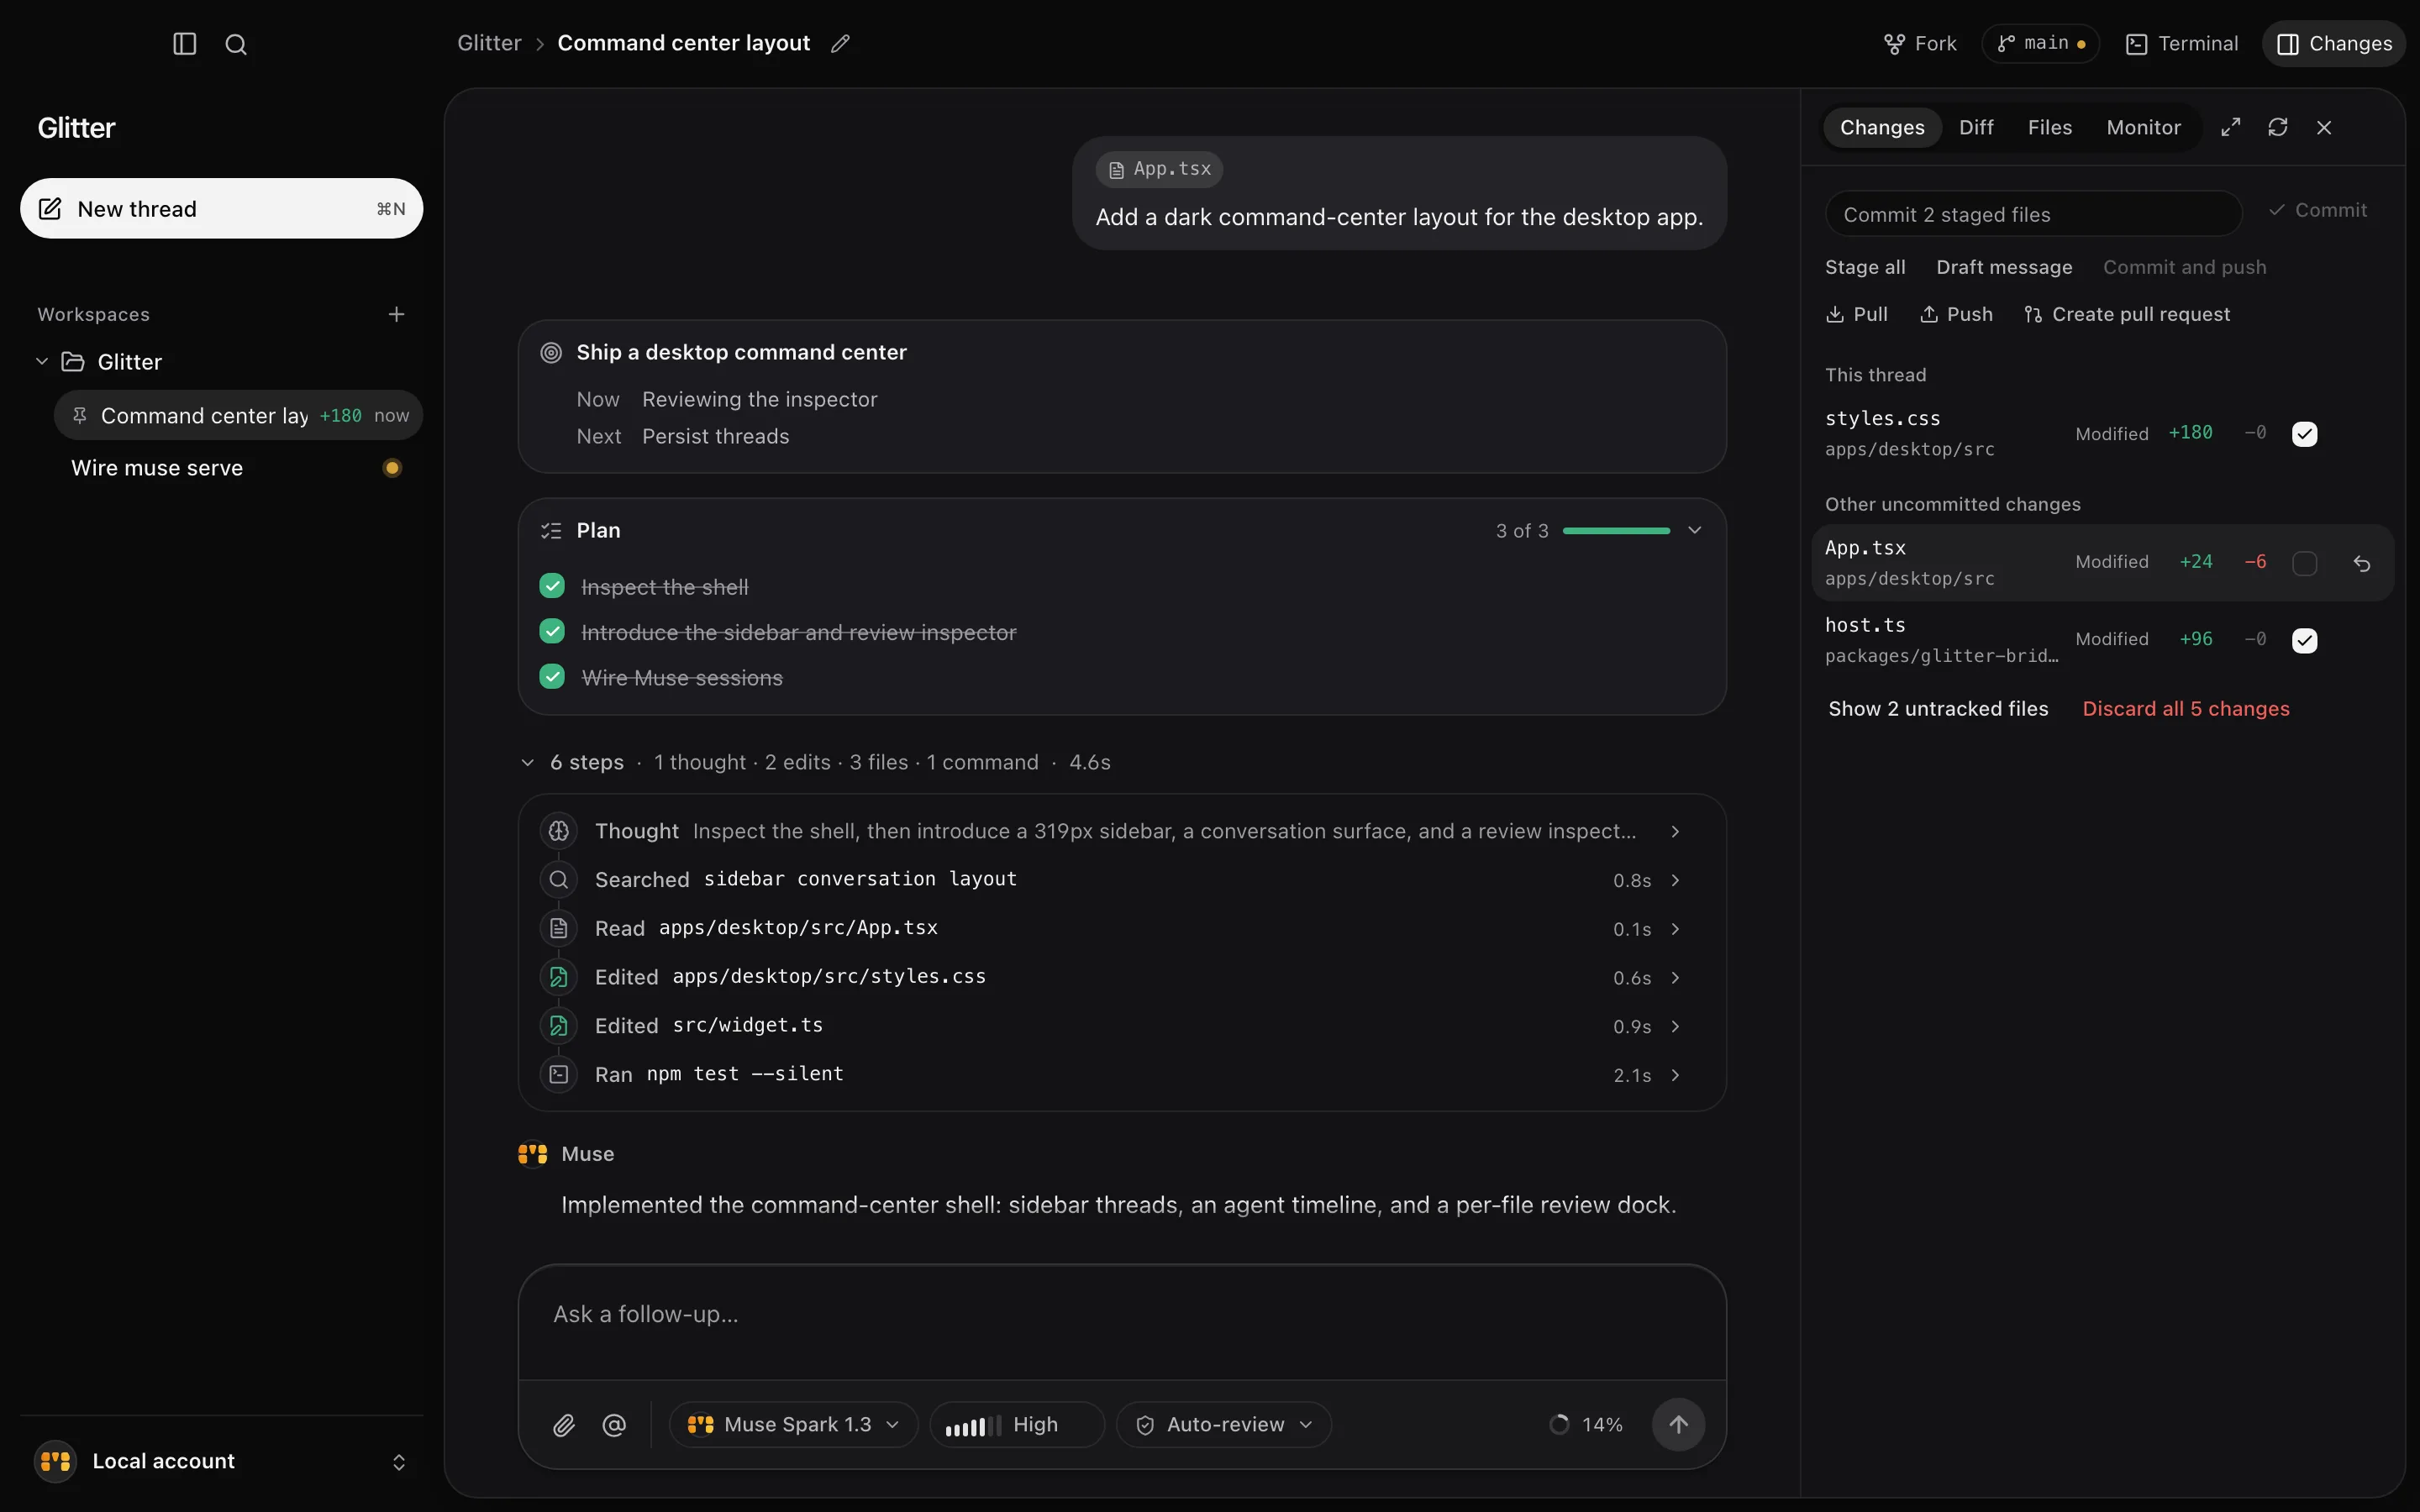 Glitter > Command center layout
Fork
main
Terminal
Changes
Glitter
New thread ⌘N
Workspaces
Glitter
Command center lay +180 now
Wire muse serve
Local account
App.tsx
Add a dark command-center layout for the desktop app.
Ship a desktop command center
Now Reviewing the inspector
Next Persist threads
Plan 3 of 3
Inspect the shell
Introduce the sidebar and review inspector
Wire Muse sessions
6 steps · 1 thought · 2 edits · 3 files · 1 command · 4.6s
Thought Inspect the shell, then introduce a 319px sidebar, a conversation surface, and a review inspect...
Searched sidebar conversation layout 0.8s
Read apps/desktop/src/App.tsx 0.1s
Edited apps/desktop/src/styles.css 0.6s
Edited src/widget.ts 0.9s
Ran npm test --silent 2.1s
Muse
Implemented the command-center shell: sidebar threads, an agent timeline, and a per-file review dock.
Ask a follow-up...
Muse Spark 1.3
High
Auto-review
14%
Changes Diff Files Monitor
Commit 2 staged files
Commit
Stage all Draft message Commit and push
Pull Push Create pull request
This thread
styles.css
apps/desktop/src
Modified +180 −0
Other uncommitted changes
App.tsx
apps/desktop/src
Modified +24 −6
host.ts
packages/glitter-brid…
Modified +96 −0
Show 2 untracked files Discard all 5 changes